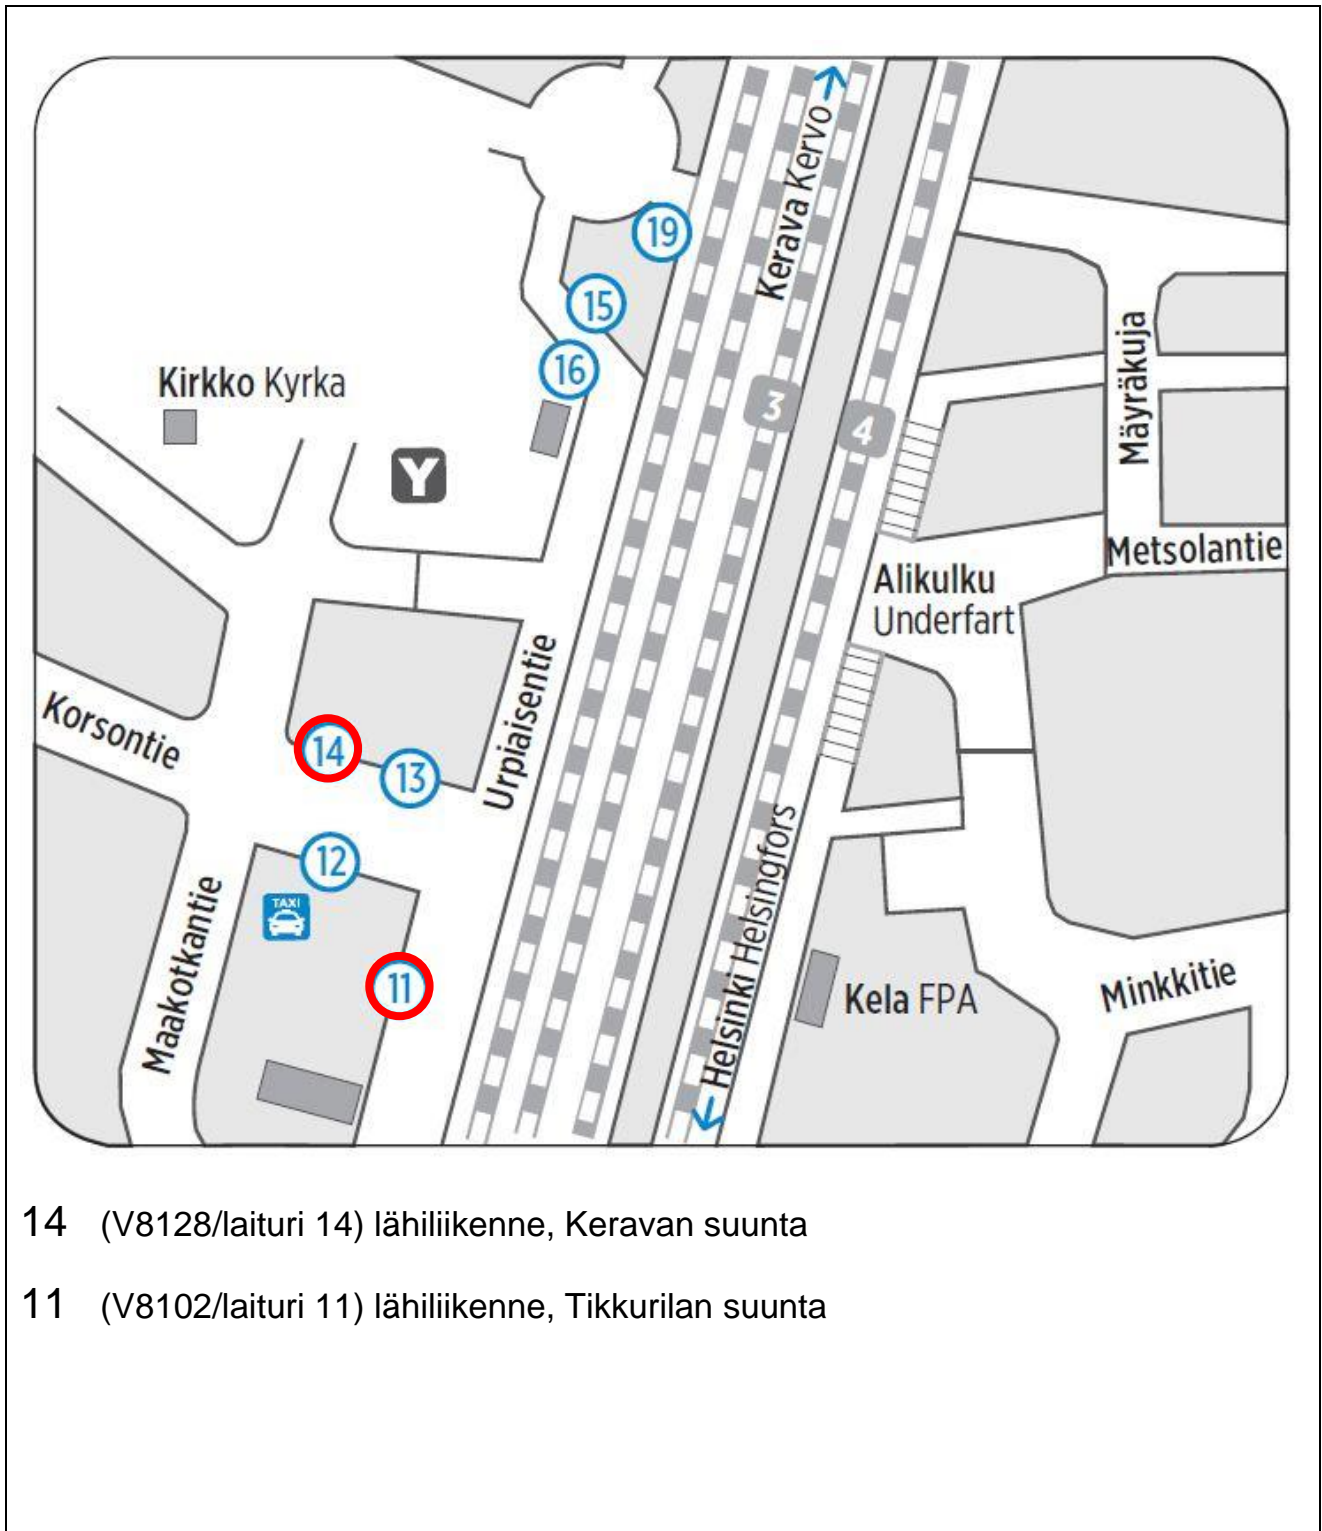 Kerava Kervo
19
15
16
Kirkko Kyrka
3
4
Y
Mäyräkuja
Metsolantie
Alikulku
Underfart
Korsontie
Urpiaisentie
14
13
12
TAXI
Maakotkantie
11
Helsinki Helsingfors
Kela FPA
Minkkitie
14 (V8128/laituri 14) lähiliikenne, Keravan suunta
11 (V8102/laituri 11) lähiliikenne, Tikkurilan suunta